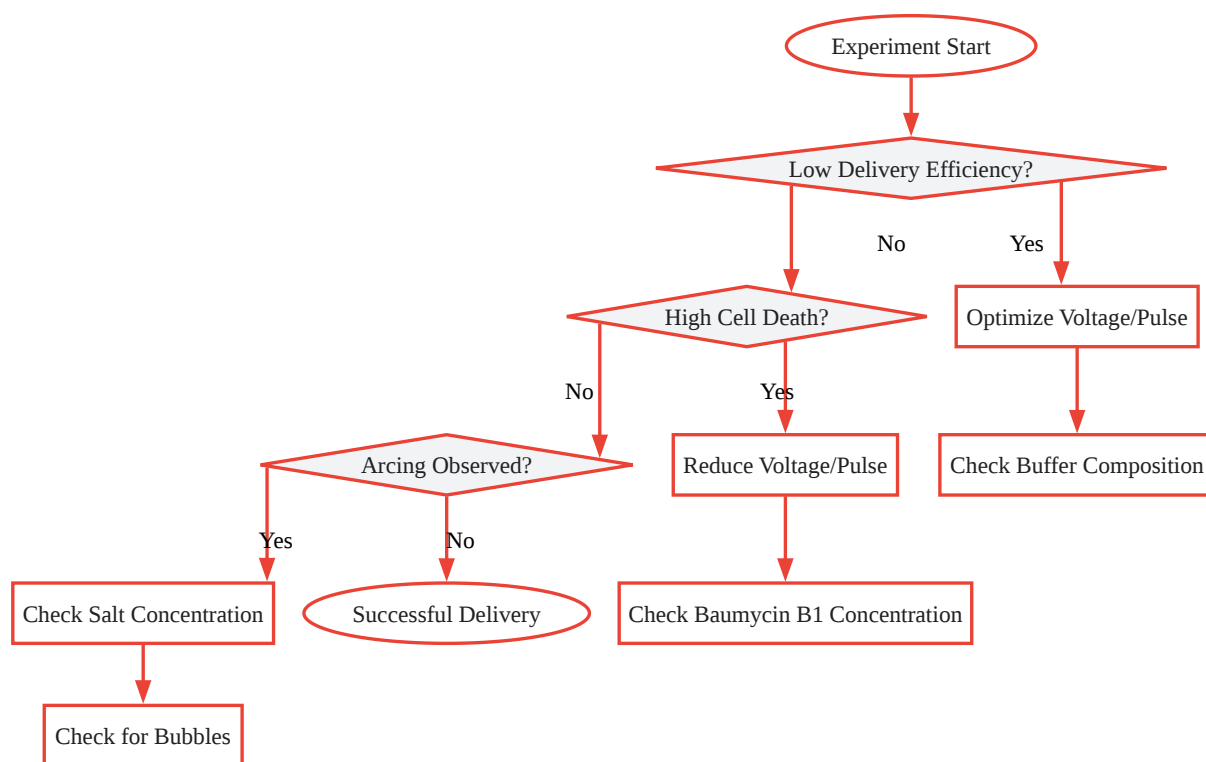 Experiment Start
Low Delivery Efficiency?
No
Yes
High Cell Death?
Optimize Voltage/Pulse
No
Yes
Arcing Observed?
Reduce Voltage/Pulse
Check Buffer Composition
Yes
No
Check Salt Concentration
Successful Delivery
Check Baumycin B1 Concentration
Check for Bubbles